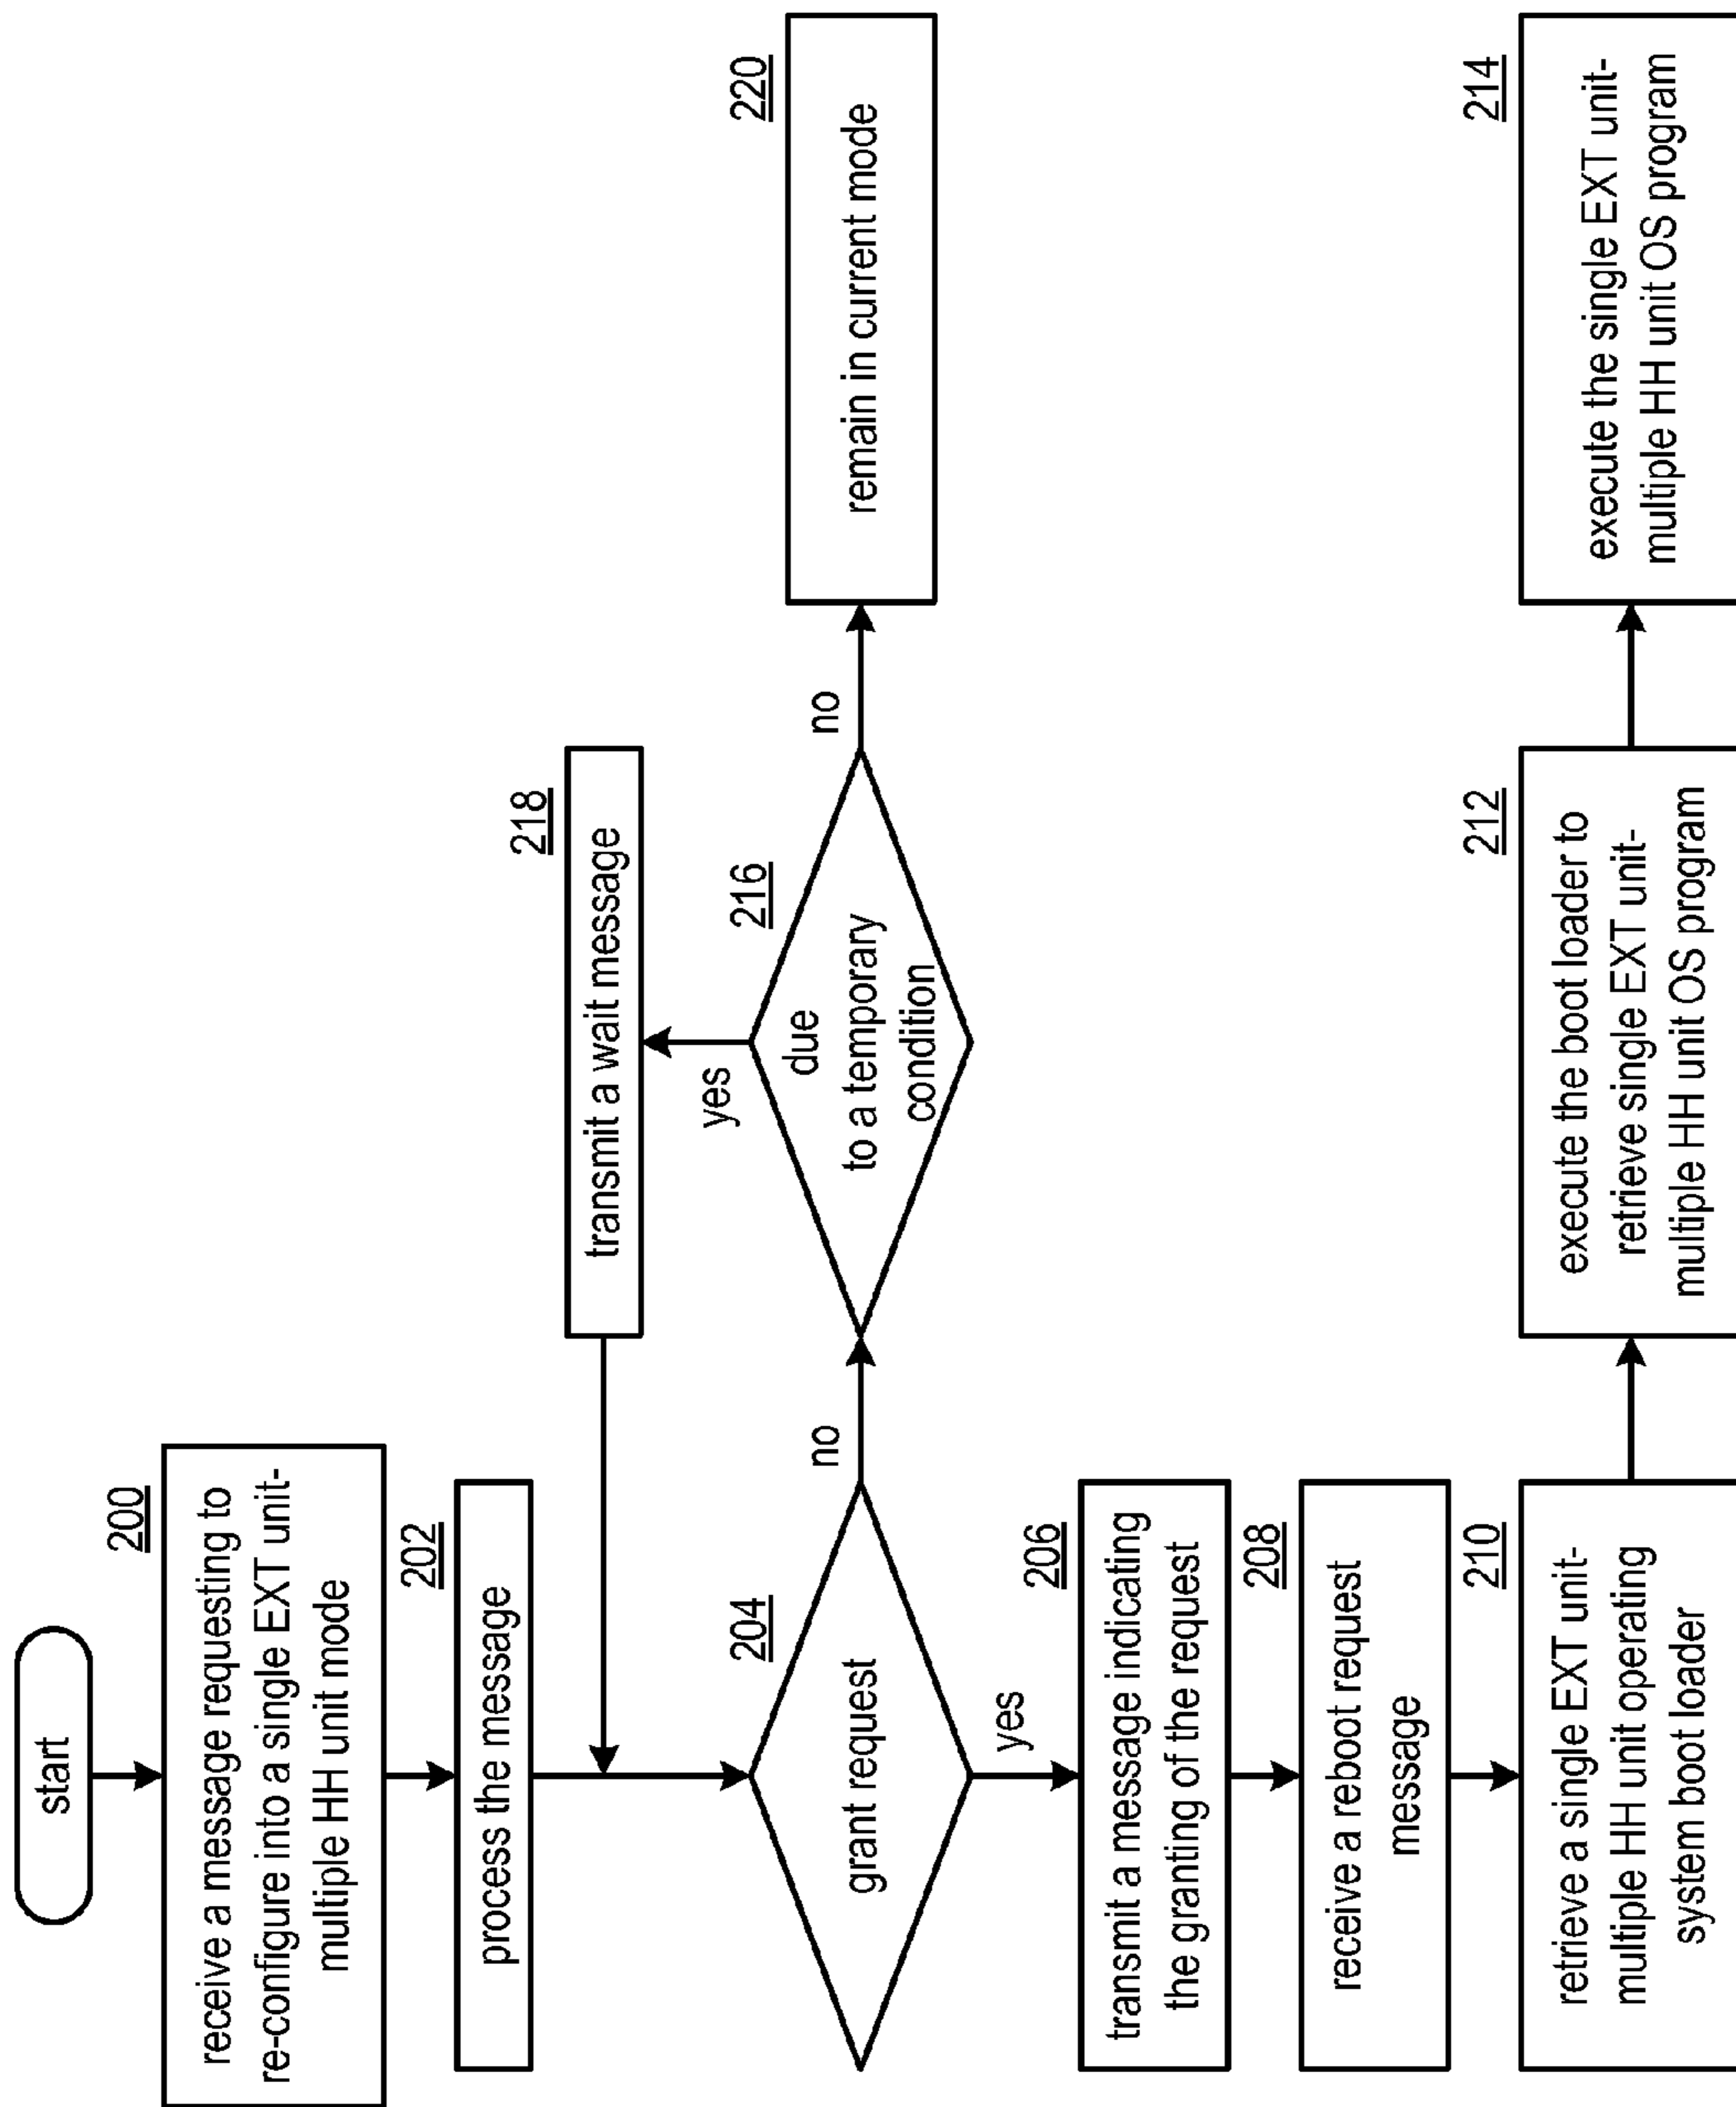 start
200
receive a message requesting to
re-configure into a single EXT unit-
multiple HH unit mode
202
process the message
204
grant request
no
yes
206
transmit a message indicating
the granting of the request
208
receive a reboot request
message
210
retrieve a single EXT unit-
multiple HH unit operating
system boot loader
212
execute the boot loader to
retrieve single EXT unit-
multiple HH unit OS program
214
execute the single EXT unit-
multiple HH unit OS program
216
due
to a temporary
condition
yes
no
218
transmit a wait message
220
remain in current mode